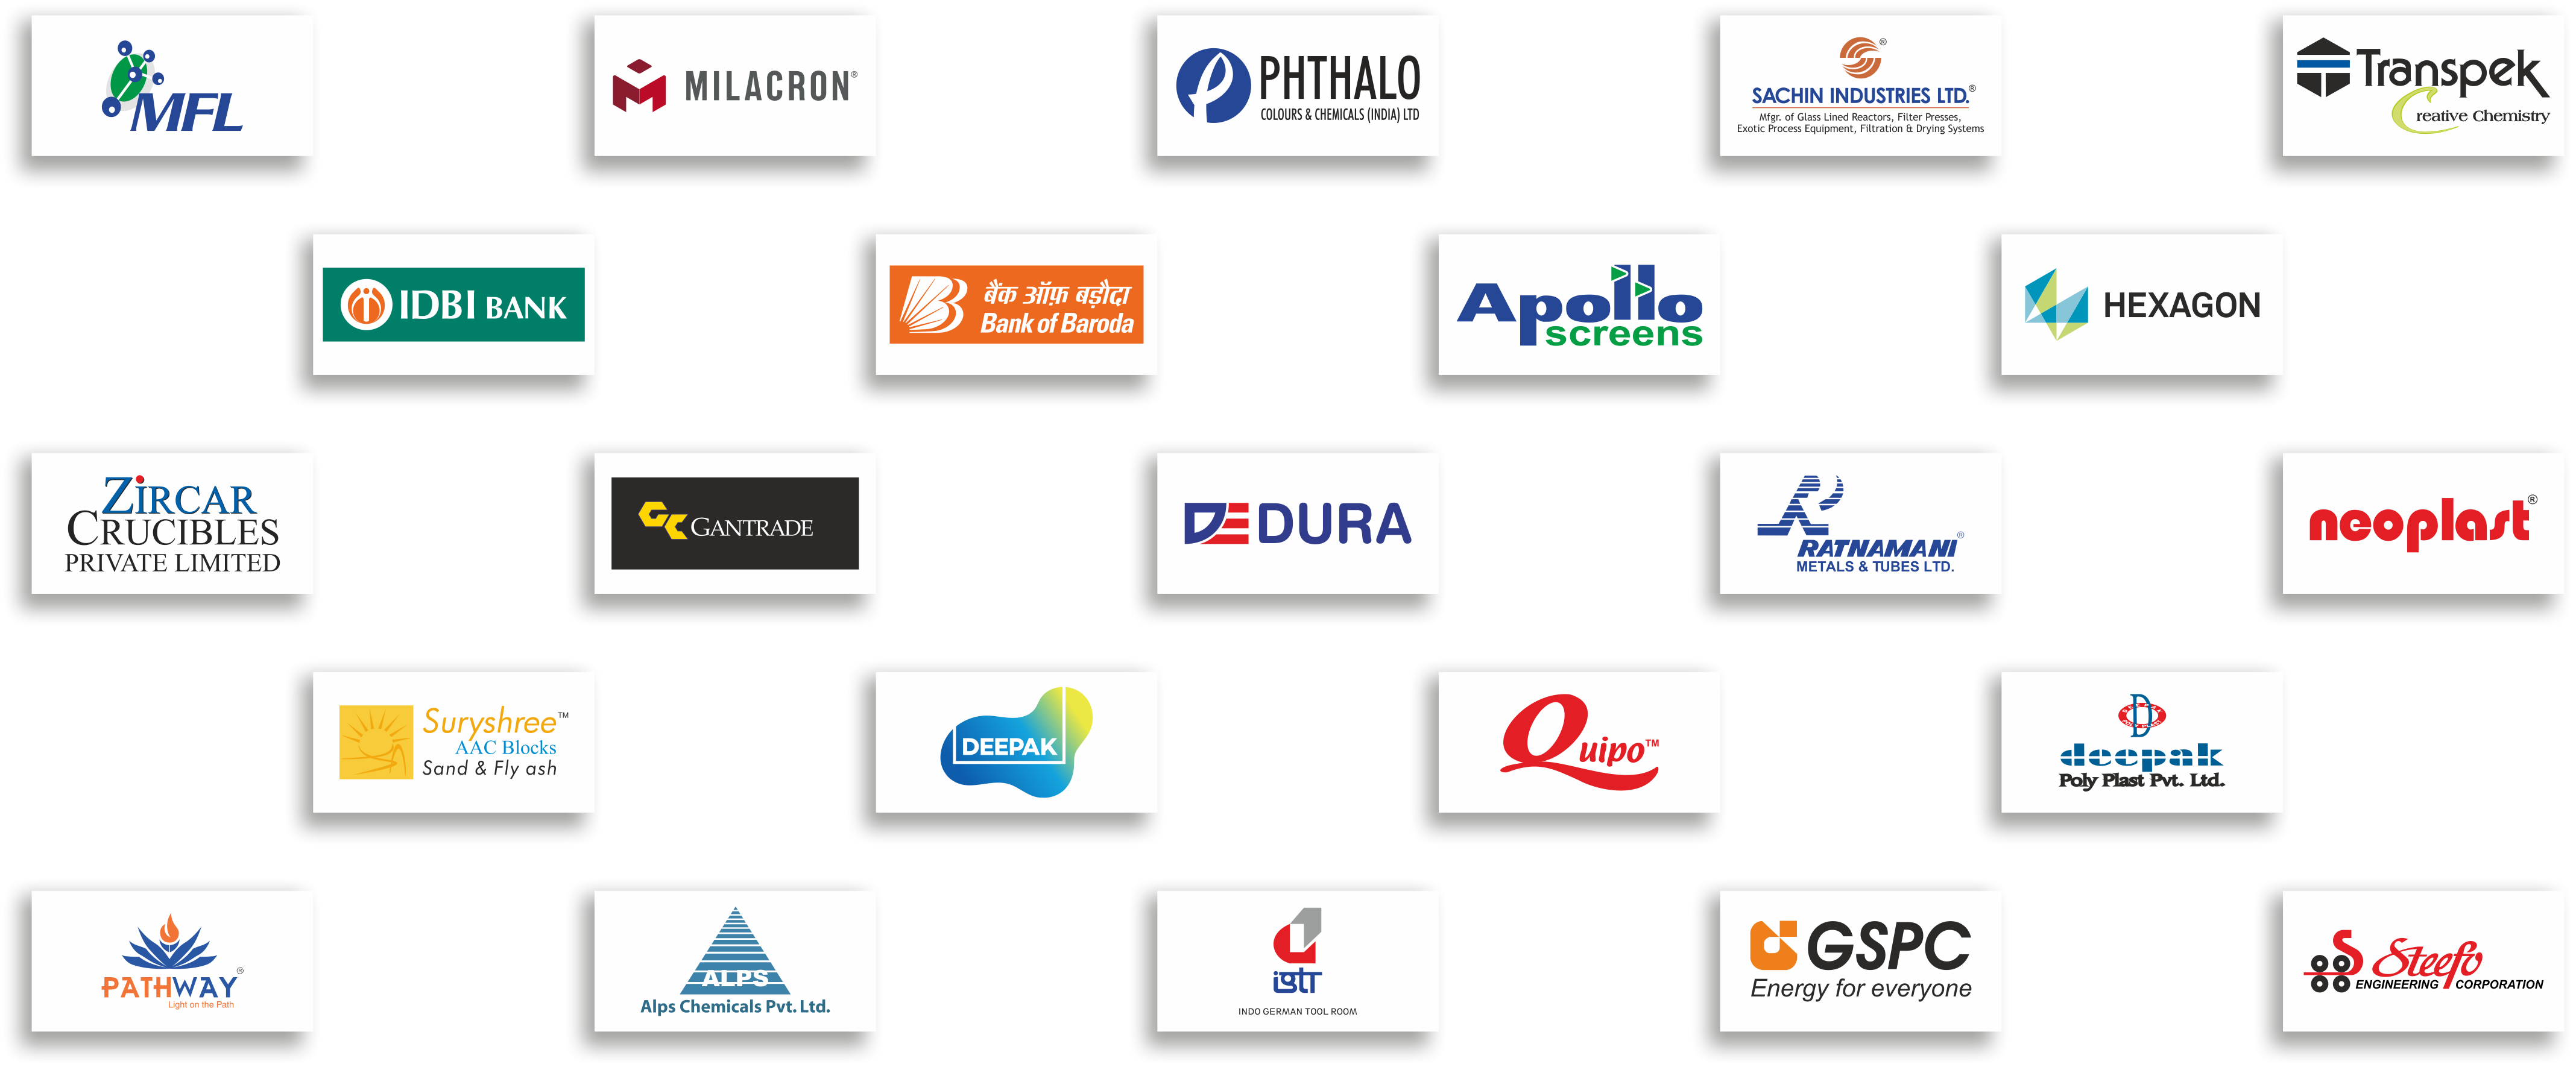 MFL
MILACRON®
PHTHALO
COLOURS & CHEMICALS (INDIA) LTD
®
SACHIN INDUSTRIES LTD.®
Mfgr. of Glass Lined Reactors, Filter Presses,
Exotic Process Equipment, Filtration & Drying Systems
Transpek
Creative Chemistry
IDBI BANK
बैंक ऑफ़ बड़ौदा
Bank of Baroda
Apollo
screens
HEXAGON
ZIRCAR
CRUCIBLES
PRIVATE LIMITED
GANTRADE
DURA
RATNAMANI®
METALS & TUBES LTD.
neoplast®
Suryshree™
AAC Blocks
Sand & Fly ash
DEEPAK
Quipo™
D
deepak
Poly Plast Pvt. Ltd.
PATHWAY®
Light on the Path
ALPS
Alps Chemicals Pvt. Ltd.
igtr
INDO GERMAN TOOL ROOM
GSPC
Energy for everyone
Steefo
ENGINEERING CORPORATION